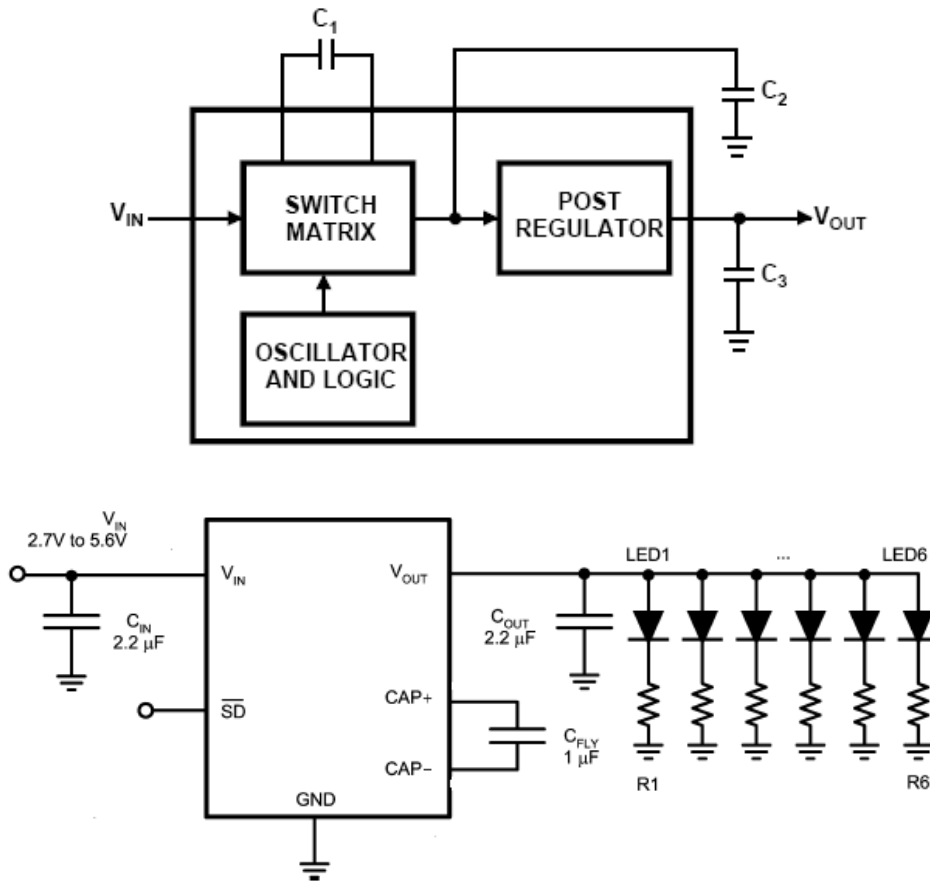 C1
C2
SWITCH
MATRIX
POST
REGULATOR
VIN
VOUT
C3
OSCILLATOR
AND LOGIC
VIN
2.7V to 5.6V
VIN
VOUT
LED1
...
LED6
CIN
2.2 µF
COUT
2.2 µF
SD
CAP+
CFLY
1 µF
CAP−
R1
R6
GND